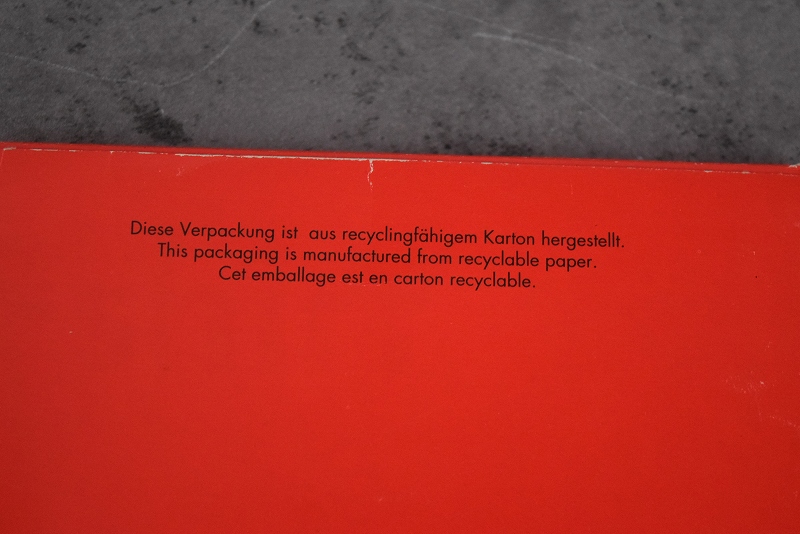 Diese Verpackung ist aus recyclingfähigem Karton hergestellt.
This packaging is manufactured from recyclable paper.
Cet emballage est en carton recyclable.